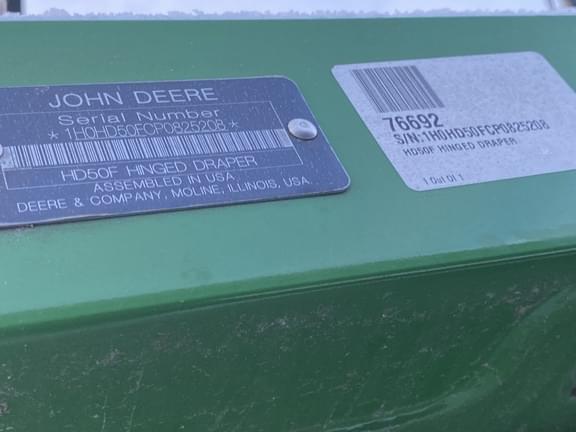 JOHN DEERE
Serial Number
*1H0HD50FCP0825208*
HD50F HINGED DRAPER
ASSEMBLED IN USA
DEERE & COMPANY, MOLINE, ILLINOIS, USA
76692
S/N:1H0HD50FCP0825208
HD50F HINGED DRAPER
1 Out Of 1